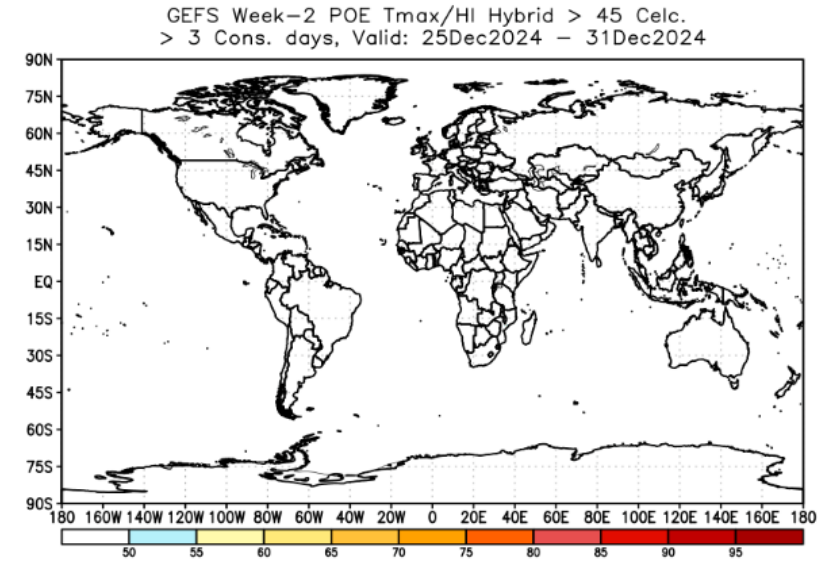 GEFS Week-2 POE Tmax/HI Hybrid > 45 Celc.
> 3 Cons. days, Valid: 25Dec2024 - 31Dec2024
90N
75N
60N
45N
30N
15N
EQ
15S
30S
45S
60S
75S
90S
180 160W 140W 120W 100W 80W 60W 40W 20W 0 20E 40E 60E 80E 100E 120E 140E 160E 180
50 55 60 65 70 75 80 85 90 95